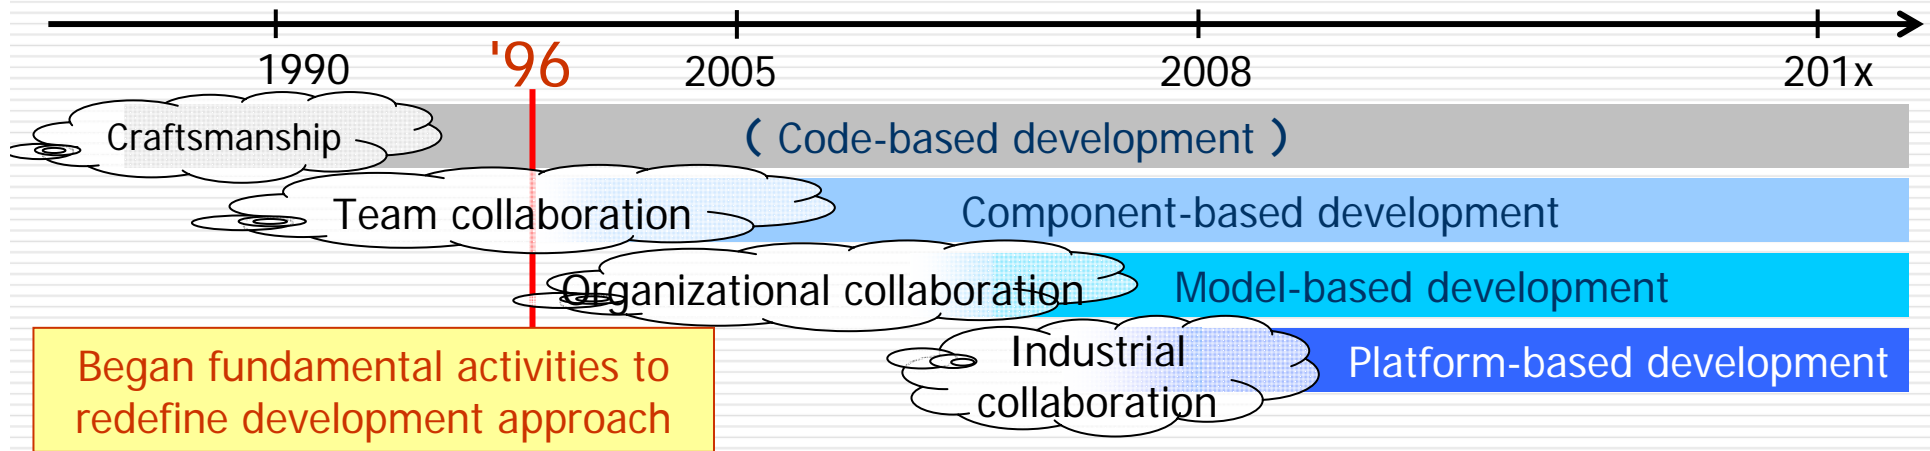 1990 '96 2005 2008 201x
Craftsmanship ( Code-based development )
Team collaboration Component-based development
Organizational collaboration Model-based development
Industrial
collaboration
Platform-based development
Began fundamental activities to
redefine development approach